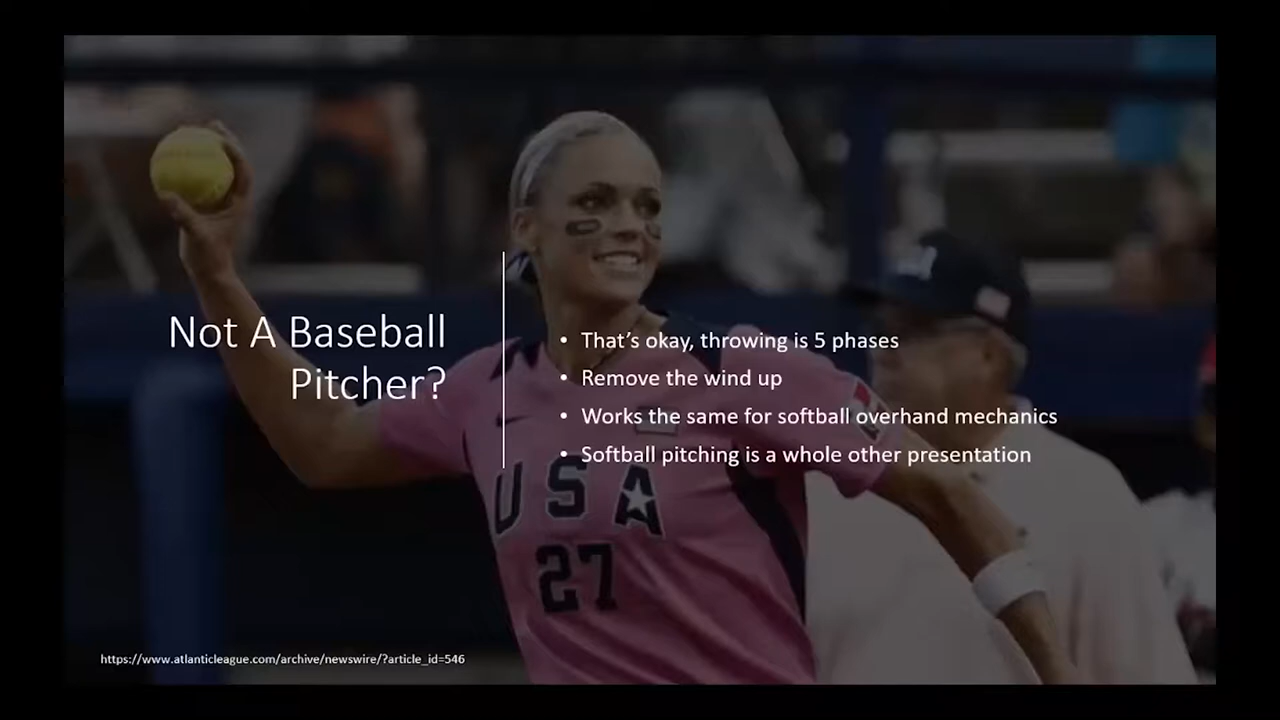 Not A Baseball
Pitcher?
• That's okay, throwing is 5 phases
• Remove the wind up
• Works the same for softball overhand mechanics
• Softball pitching is a whole other presentation
USA
27
https://www.atlanticleague.com/archive/newswire/?article_id=546